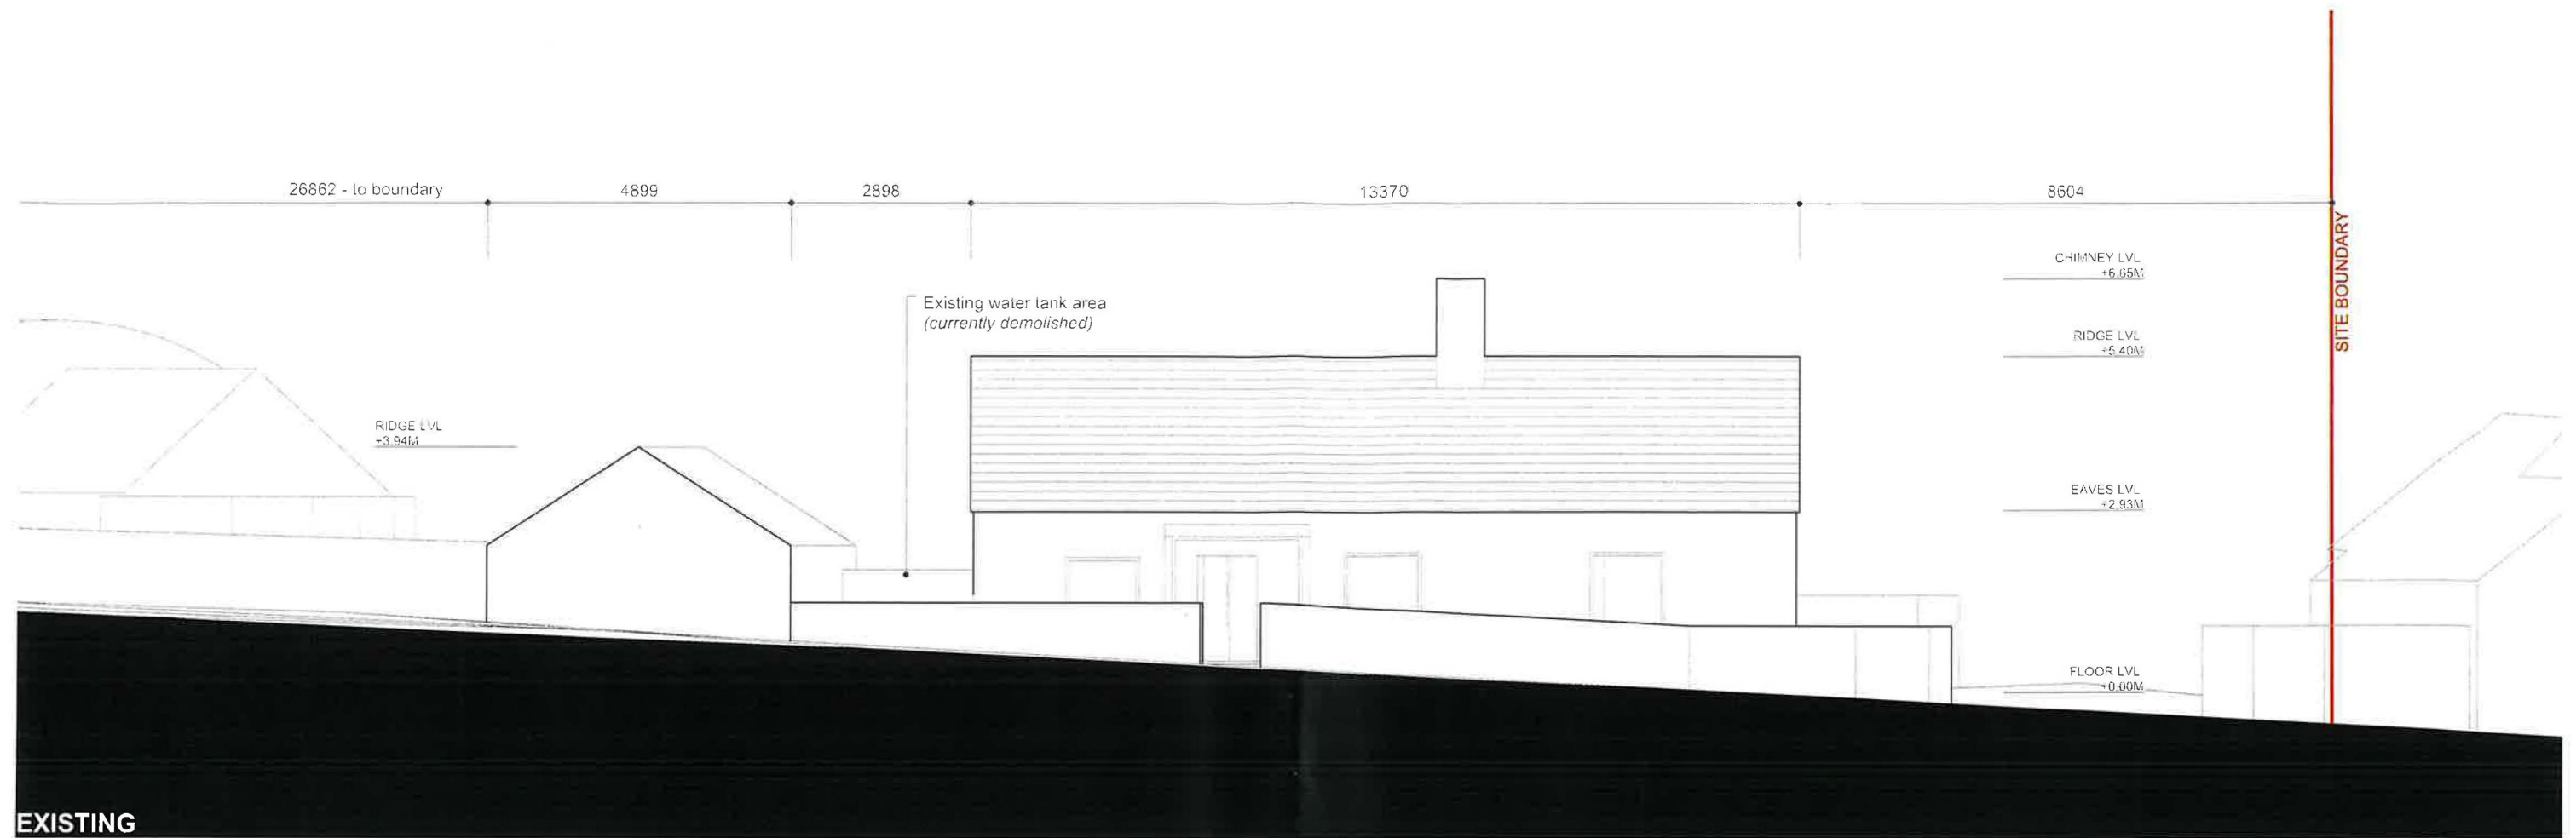 26862 - to boundary
4899
2898
13370
8604
SITE BOUNDARY
CHIMNEY LVL
+6.65M
Existing water tank area
(currently demolished)
RIDGE LVL
+5.40M
RIDGE LVL
+3.94M
EAVES LVL
+2.93M
FLOOR LVL
+0.00M
EXISTING